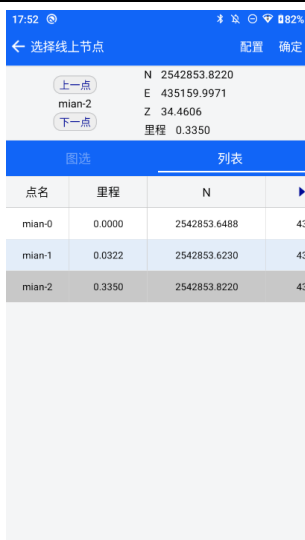 17:52 82%
选择线上节点 配置 确定
上一点
mian-2
下一点
N 2542853.8220
E 435159.9971
Z 34.4606
里程 0.3350
图选 列表
点名 里程 N
mian-0 0.0000 2542853.6488 43
mian-1 0.0322 2542853.6230 43
mian-2 0.3350 2542853.8220 43